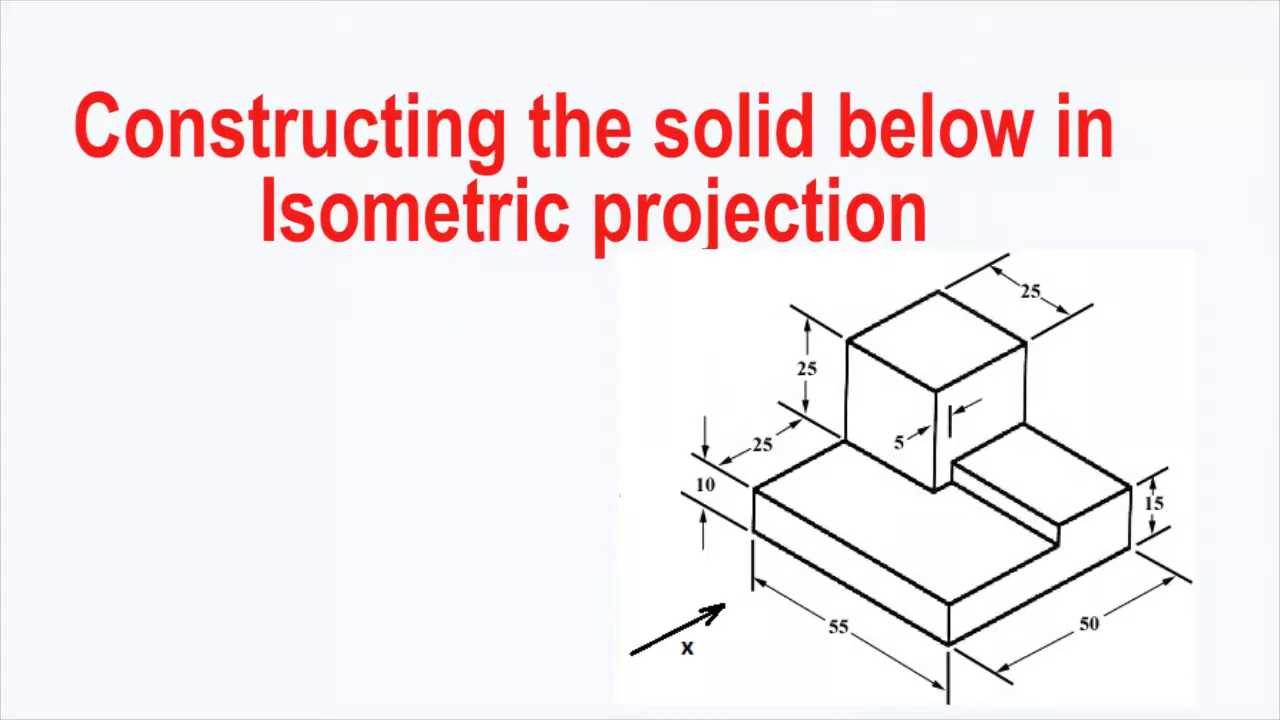 Constructing the solid below in
Isometric projection
25
25
25
5
10
15
55
50
x